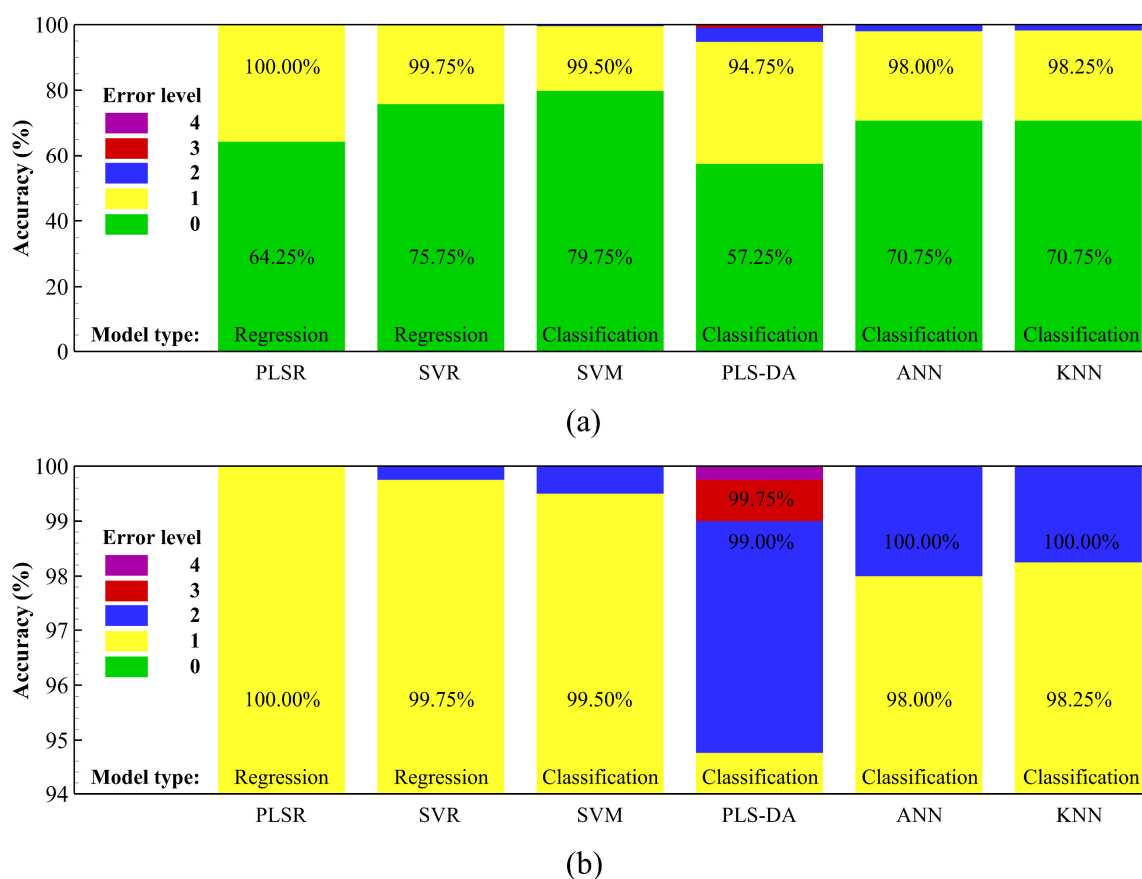 100
80
60
40
20
0
Accuracy (%)
Error level
4
3
2
1
0
100.00% 99.75% 99.50% 94.75% 98.00% 98.25%
64.25% 75.75% 79.75% 57.25% 70.75% 70.75%
Model type: Regression Regression Classification Classification Classification Classification
PLSR SVR SVM PLS-DA ANN KNN
(a)
100
99
98
97
96
95
94
Accuracy (%)
Error level
4
3
2
1
0
99.75%
99.00% 100.00% 100.00%
100.00% 99.75% 99.50% 98.00% 98.25%
Model type: Regression Regression Classification Classification Classification Classification
PLSR SVR SVM PLS-DA ANN KNN
(b)